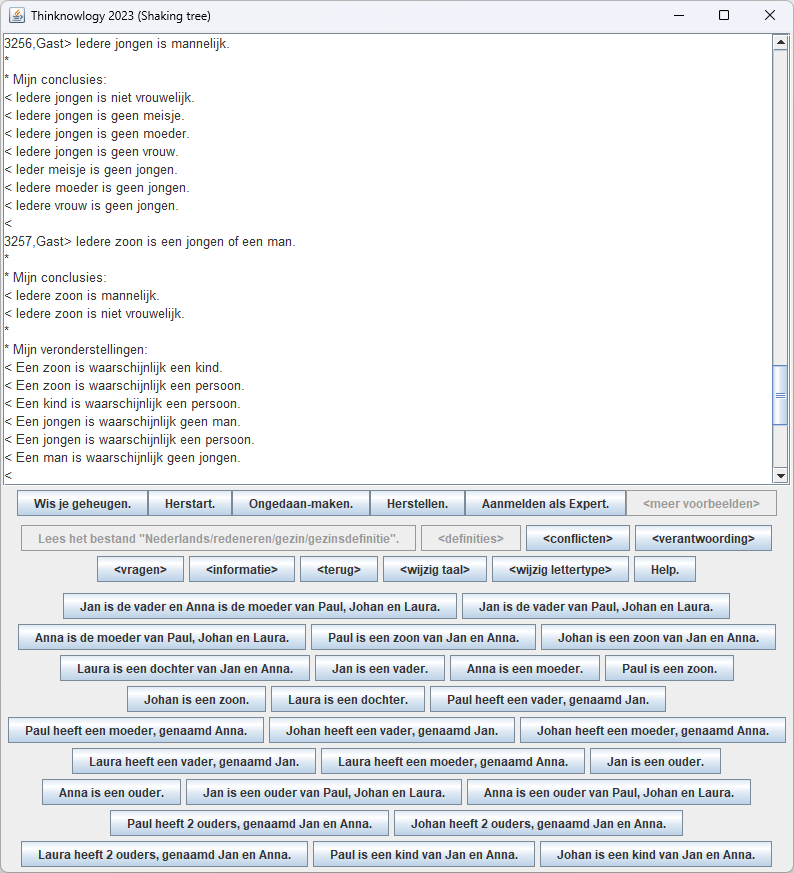 Thinknowlogy 2023 (Shaking tree)
3256,Gast> Iedere jongen is mannelijk.
*
* Mijn conclusies:
< Iedere jongen is niet vrouwelijk.
< Iedere jongen is geen meisje.
< Iedere jongen is geen moeder.
< Iedere jongen is geen vrouw.
< Ieder meisje is geen jongen.
< Iedere moeder is geen jongen.
< Iedere vrouw is geen jongen.
<
3257,Gast> Iedere zoon is een jongen of een man.
*
* Mijn conclusies:
< Iedere zoon is mannelijk.
< Iedere zoon is niet vrouwelijk.
*
* Mijn veronderstellingen:
< Een zoon is waarschijnlijk een kind.
< Een zoon is waarschijnlijk een persoon.
< Een kind is waarschijnlijk een persoon.
< Een jongen is waarschijnlijk geen man.
< Een jongen is waarschijnlijk een persoon.
< Een man is waarschijnlijk geen jongen.
<
Wis je geheugen. Herstart. Ongedaan-maken. Herstellen. Aanmelden als Expert. <meer voorbeelden>
Lees het bestand "Nederlands/redeneren/gezin/gezinsdefinitie". <definities> <conflicten> <verantwoording>
<vragen> <informatie> <terug> <wijzig taal> <wijzig lettertype> Help.
Jan is de vader en Anna is de moeder van Paul, Johan en Laura. Jan is de vader van Paul, Johan en Laura.
Anna is de moeder van Paul, Johan en Laura. Paul is een zoon van Jan en Anna. Johan is een zoon van Jan en Anna.
Laura is een dochter van Jan en Anna. Jan is een vader. Anna is een moeder. Paul is een zoon.
Johan is een zoon. Laura is een dochter. Paul heeft een vader, genaamd Jan.
Paul heeft een moeder, genaamd Anna. Johan heeft een vader, genaamd Jan. Johan heeft een moeder, genaamd Anna.
Laura heeft een vader, genaamd Jan. Laura heeft een moeder, genaamd Anna. Jan is een ouder.
Anna is een ouder. Jan is een ouder van Paul, Johan en Laura. Anna is een ouder van Paul, Johan en Laura.
Paul heeft 2 ouders, genaamd Jan en Anna. Johan heeft 2 ouders, genaamd Jan en Anna.
Laura heeft 2 ouders, genaamd Jan en Anna. Paul is een kind van Jan en Anna. Johan is een kind van Jan en Anna.